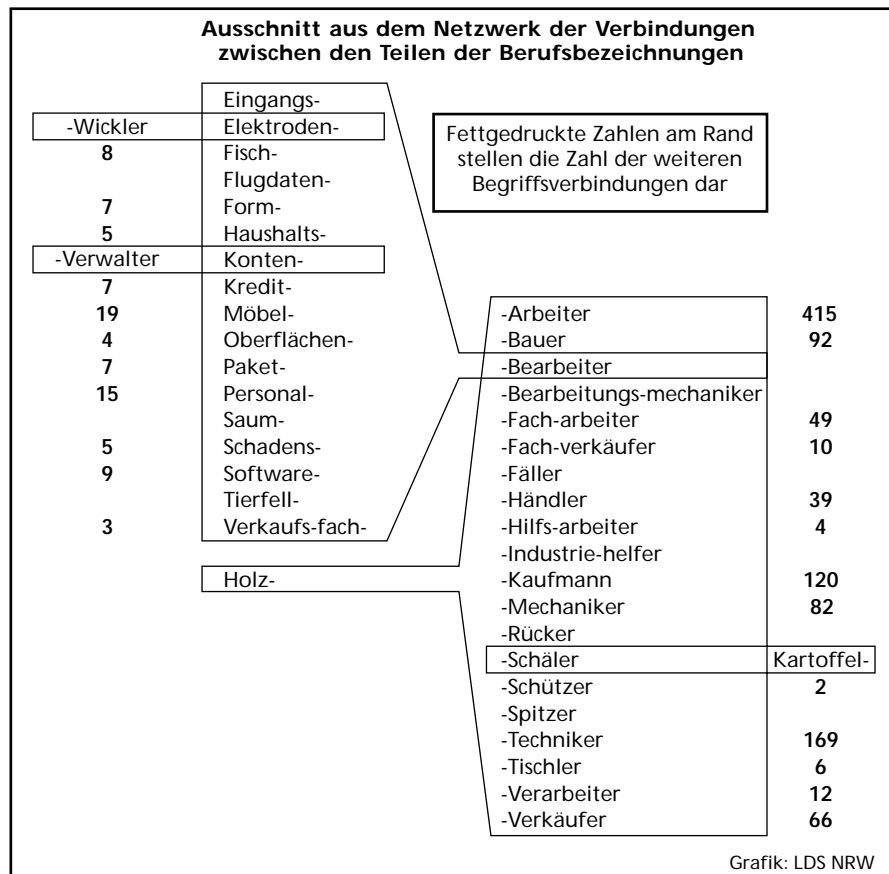 Ausschnitt aus dem Netzwerk der Verbindungen
zwischen den Teilen der Berufsbezeichnungen
Eingangs-
-Wickler Elektroden-
8 Fisch-
Flugdaten-
7 Form-
5 Haushalts-
-Verwalter Konten-
7 Kredit-
19 Möbel-
4 Oberflächen-
7 Paket-
15 Personal-
Saum-
5 Schadens-
9 Software-
Tierfell-
3 Verkaufs-fach-
Holz-
Fettgedruckte Zahlen am Rand
stellen die Zahl der weiteren
Begriffsverbindungen dar
-Arbeiter 415
-Bauer 92
-Bearbeiter
-Bearbeitungs-mechaniker
-Fach-arbeiter 49
-Fach-verkäufer 10
-Fäller
-Händler 39
-Hilfs-arbeiter 4
-Industrie-helfer
-Kaufmann 120
-Mechaniker 82
-Rücker
-Schäler Kartoffel-
-Schützer 2
-Spitzer
-Techniker 169
-Tischler 6
-Verarbeiter 12
-Verkäufer 66
Grafik: LDS NRW